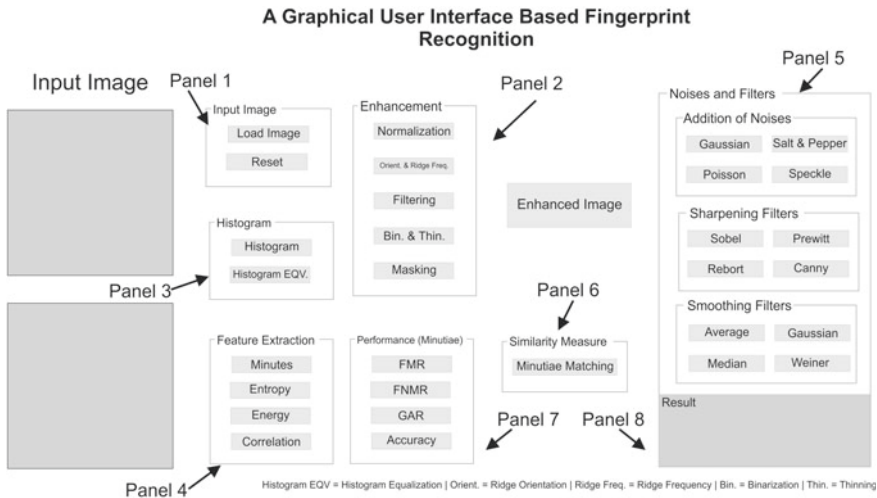 A Graphical User Interface Based Fingerprint
Recognition
Input Image
Panel 1
Input Image
Load Image
Reset
Panel 2
Enhancement
Normalization
Orient. & Ridge Freq.
Filtering
Bin. & Thin.
Masking
Enhanced Image
Panel 3
Histogram
Histogram
Histogram EQV.
Panel 4
Feature Extraction
Minutes
Entropy
Energy
Correlation
Performance (Minutiae)
FMR
FNMR
GAR
Accuracy
Panel 6
Similarity Measure
Minutiae Matching
Panel 7
Panel 8
Panel 5
Noises and Filters
Addition of Noises
Gaussian Salt & Pepper
Poisson Speckle
Sharpening Filters
Sobel Prewitt
Rebort Canny
Smoothing Filters
Average Gaussian
Median Weiner
Result
Histogram EQV = Histogram Equalization | Orient. = Ridge Orientation | Ridge Freq. = Ridge Frequency | Bin. = Binarization | Thin. = Thinning